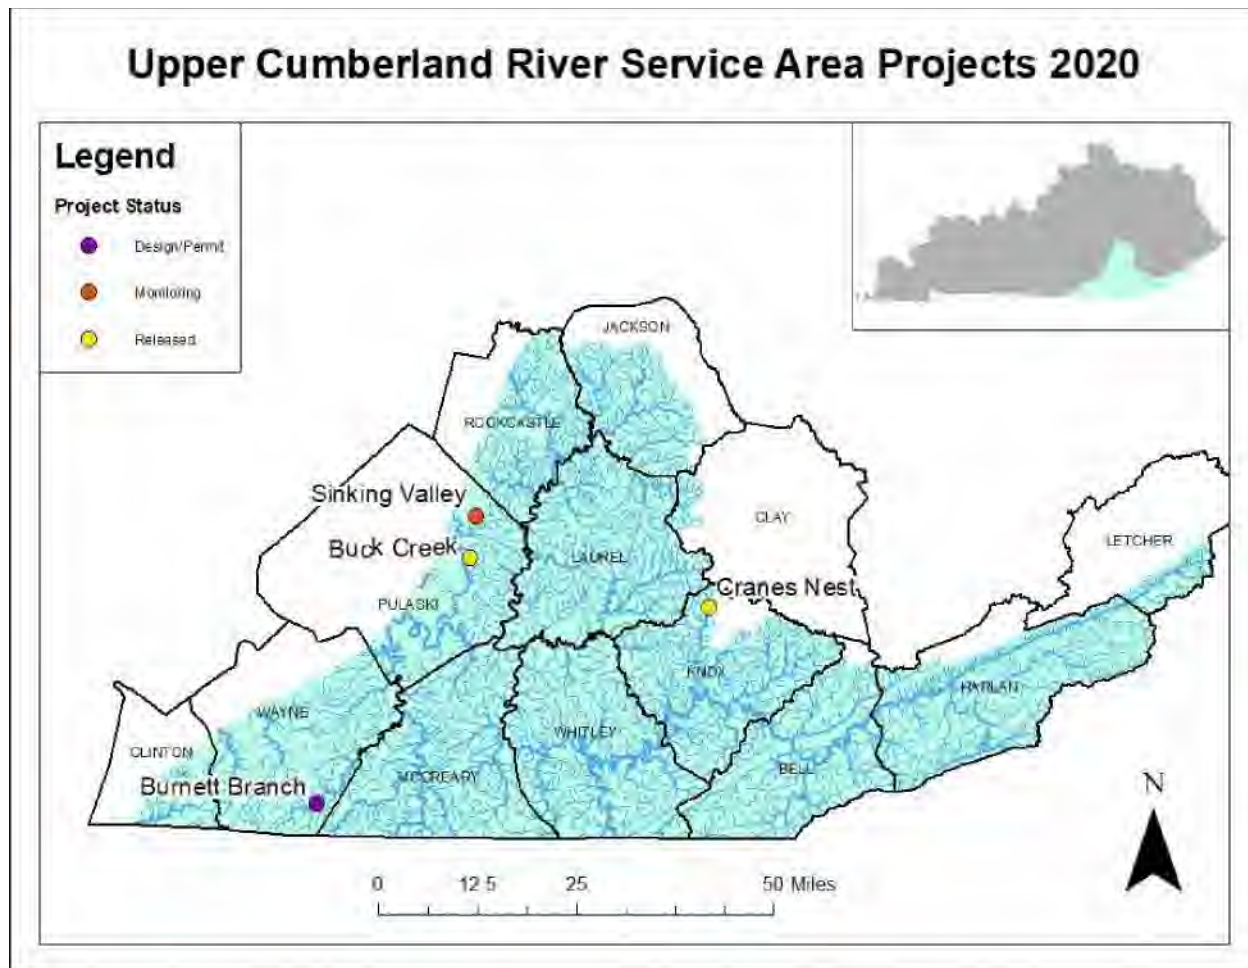 Upper Cumberland River Service Area Projects 2020
Legend
Project Status
Design/Permit
Monitoring
Released
JACKSON
ROCKCASTLE
Sinking Valley
CLAY
LETCHER
Buck Creek
LAUREL
Cranes Nest
PULASKI
KNOX
HARLAN
WAYNE
WHITLEY
CLINTON
BELL
MCCREARY
Burnett Branch
N
0 12.5 25 50 Miles